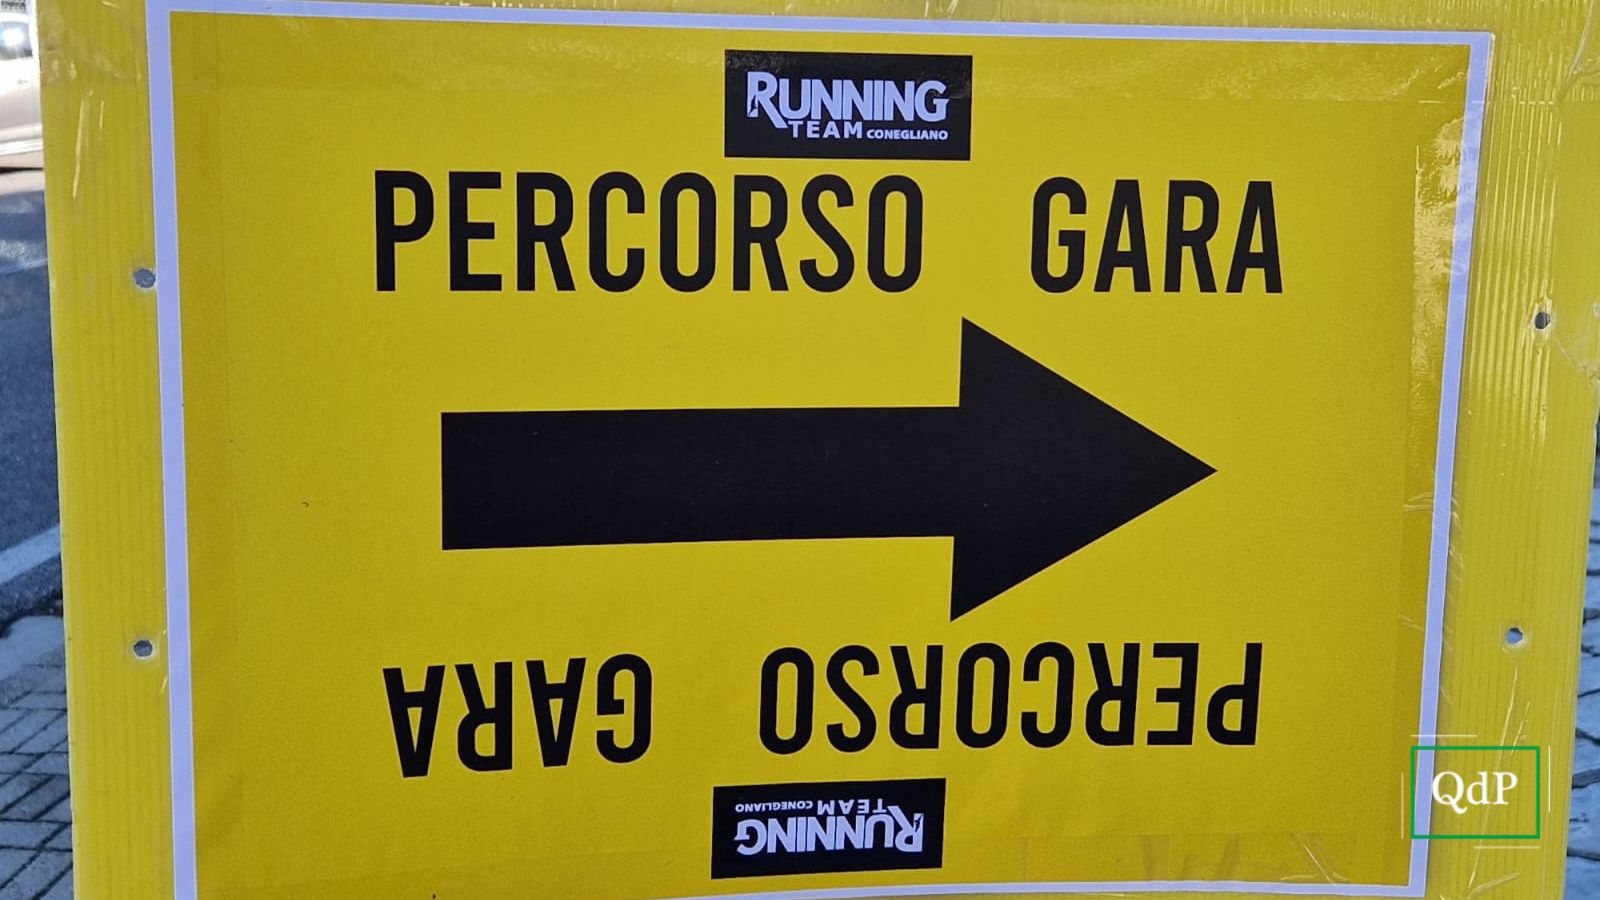 RUNNING
TEAM CONEGLIANO
PERCORSO GARA
PERCORSO GARA
RUNNING
TEAM CONEGLIANO
QdP